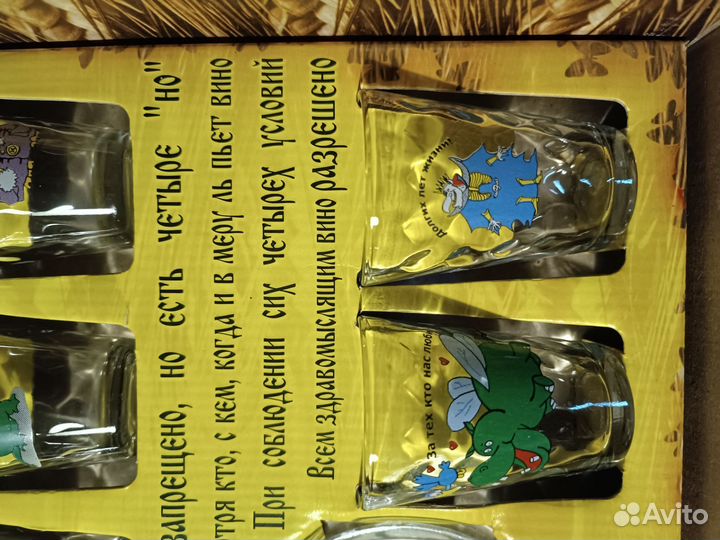 запрещено, но есть четыре "но"
тря кто, с кем, когда и в меру ль пьет вино
При соблюдении сих четырех условий
Всем здравомыслящим вино разрешено
Долгих лет жизни!
За тех кто нас люб
Avito